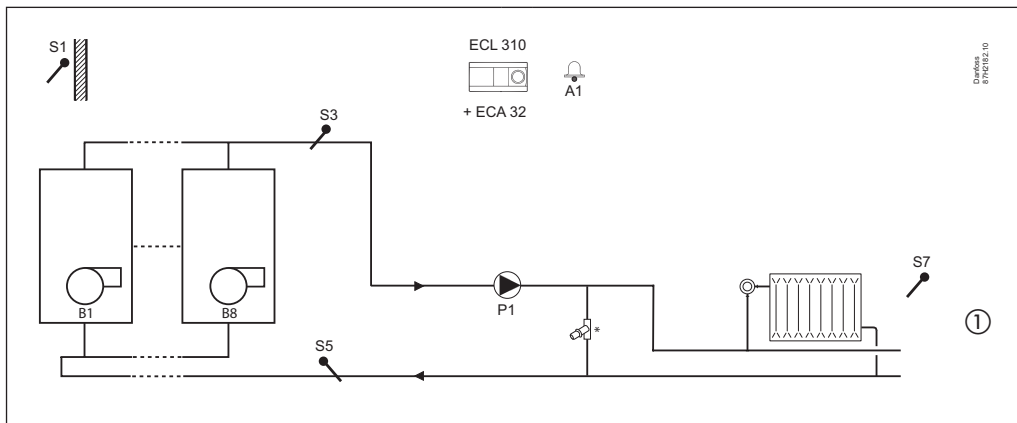 S1
ECL 310
A1
+ ECA 32
Danfoss
87H2182.10
S3
B1
B8
P1
*
S5
S7
①